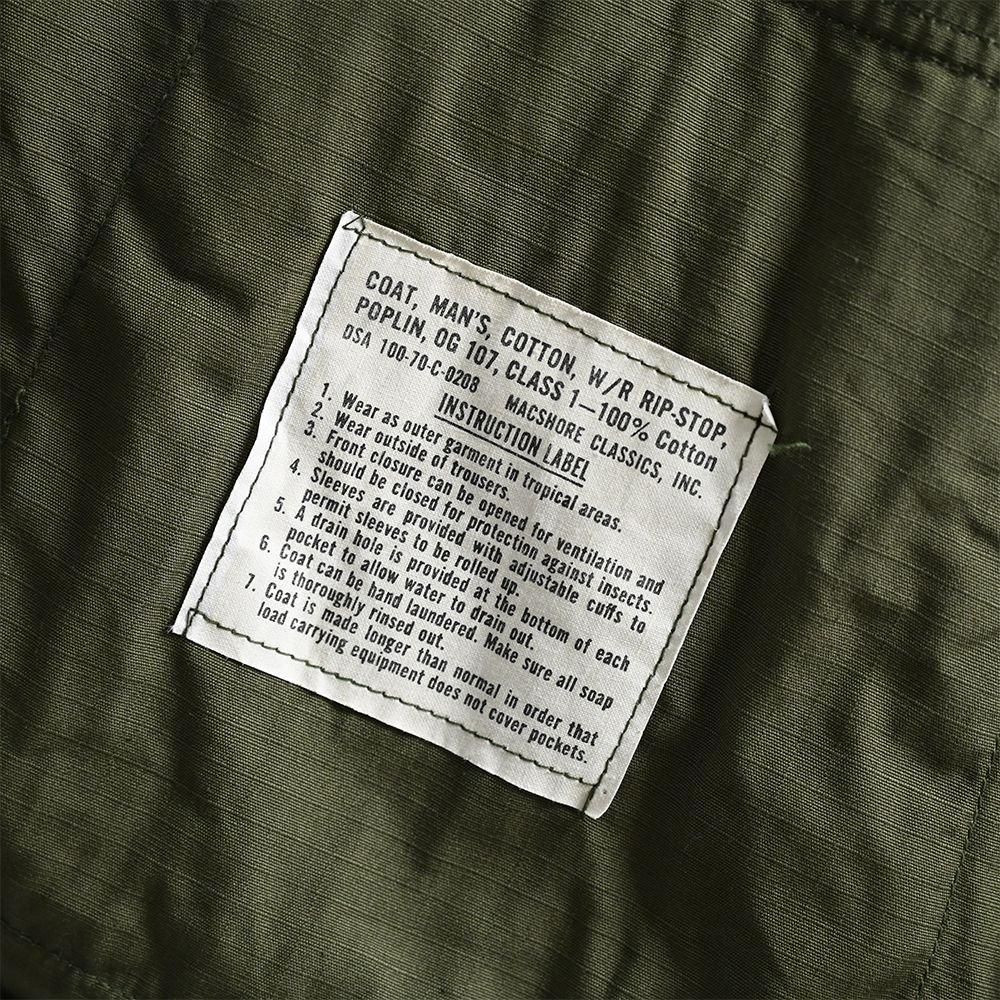 COAT, MAN'S, COTTON, W/R RIP-STOP,
POPLIN, OG 107, CLASS 1—100% Cotton
DSA 100-70-C-0208 MACSHORE CLASSICS, INC.
INSTRUCTION LABEL
1. Wear as outer garment in tropical areas.
2. Wear outside of trousers.
3. Front closure can be opened for ventilation and
should be closed for protection against insects.
4. Sleeves are provided with adjustable cuffs to
permit sleeves to be rolled up.
5. A drain hole is provided at the bottom of each
pocket to allow water to drain out.
6. Coat can be hand laundered. Make sure all soap
is thoroughly rinsed out.
7. Coat is made longer than normal in order that
load carrying equipment does not cover pockets.